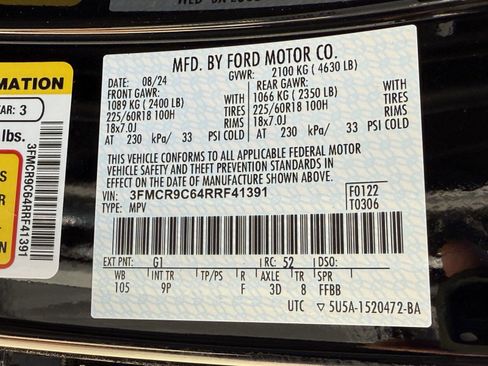 MFD. BY FORD MOTOR CO.
DATE: 08/24 GVWR: 2100 KG ( 4630 LB)
FRONT GAWR: REAR GAWR:
1089 KG ( 2400 LB) WITH 1066 KG ( 2350 LB) WITH
225/60R18 100H TIRES 225/60R18 100H TIRES
18x7.0J RIMS 18x7.0J RIMS
AT 230 kPa/ 33 PSI COLD AT 230 kPa/ 33 PSI COLD
THIS VEHICLE CONFORMS TO ALL APPLICABLE FEDERAL MOTOR
VEHICLE SAFETY AND THEFT PREVENTION STANDARDS IN
EFFECT ON THE DATE OF MANUFACTURE SHOWN ABOVE.
VIN: 3FMCR9C64RRF41391 F0122
TYPE: MPV T0306
EXT PNT: G1 RC: 52 DSO:
WB INT TR TP/PS R AXLE TR SPR
105 9P F 3D 8 FFBB
UTC ▽ 5U5A-1520472-BA
RMATION
EAR: 3
lbs.
3FMCR9C64RRF41391